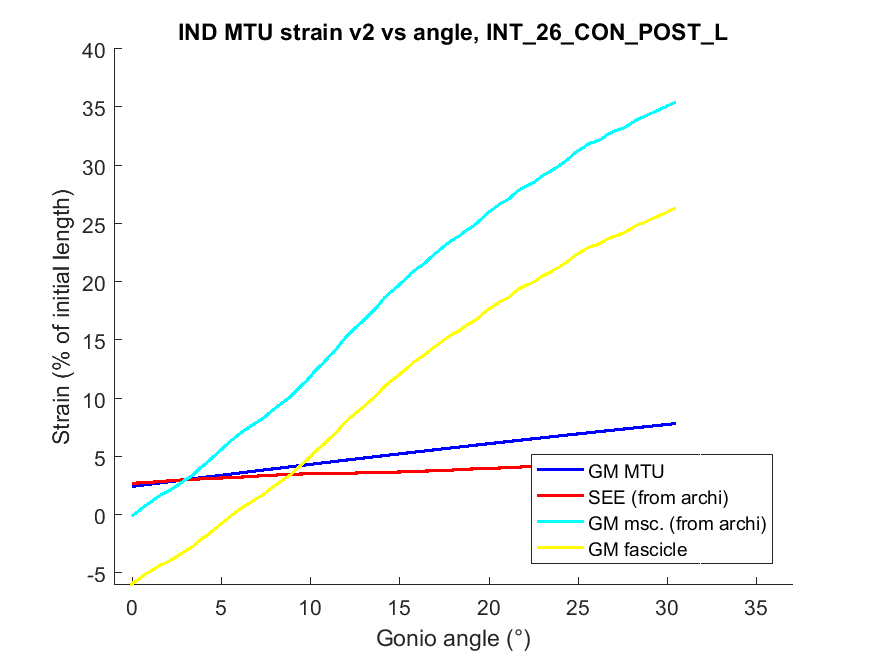 IND MTU strain v2 vs angle, INT_26_CON_POST_L
40
35
30
25
20
15
10
5
0
-5
Strain (% of initial length)
GM MTU
SEE (from archi)
GM msc. (from archi)
GM fascicle
0 5 10 15 20 25 30 35
Gonio angle (°)